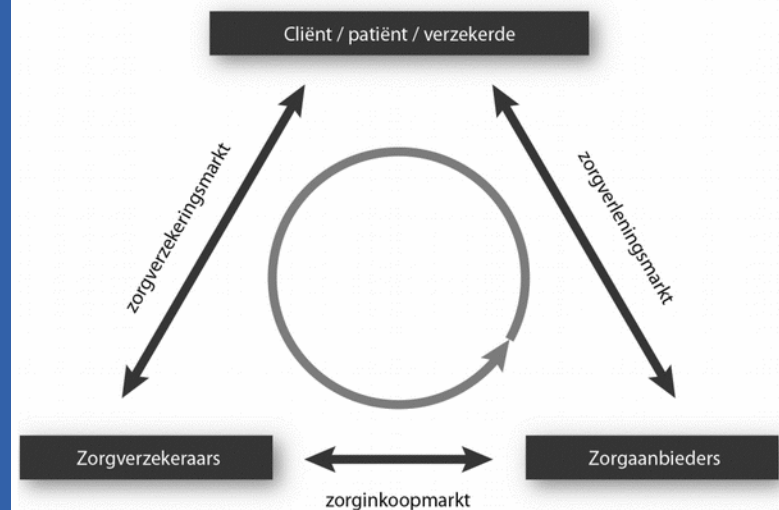 Cliënt / patiënt / verzekerde
zorgverzekeringsmarkt
zorgverleningsmarkt
Zorgverzekeraars
Zorgaanbieders
zorginkoopmarkt